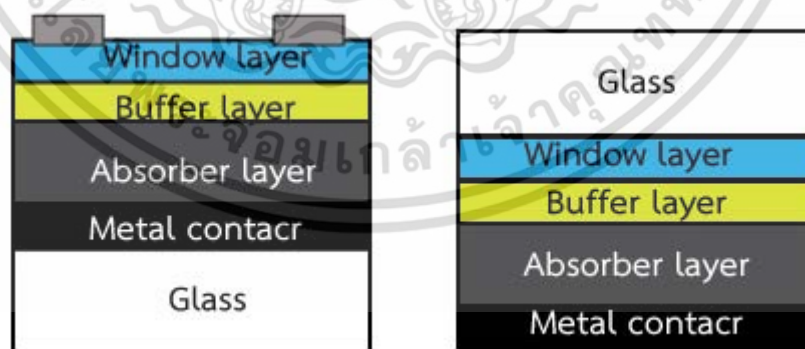 Window layer
Buffer layer
Absorber layer
Metal contacr
Glass
Glass
Window layer
Buffer layer
Absorber layer
Metal contacr